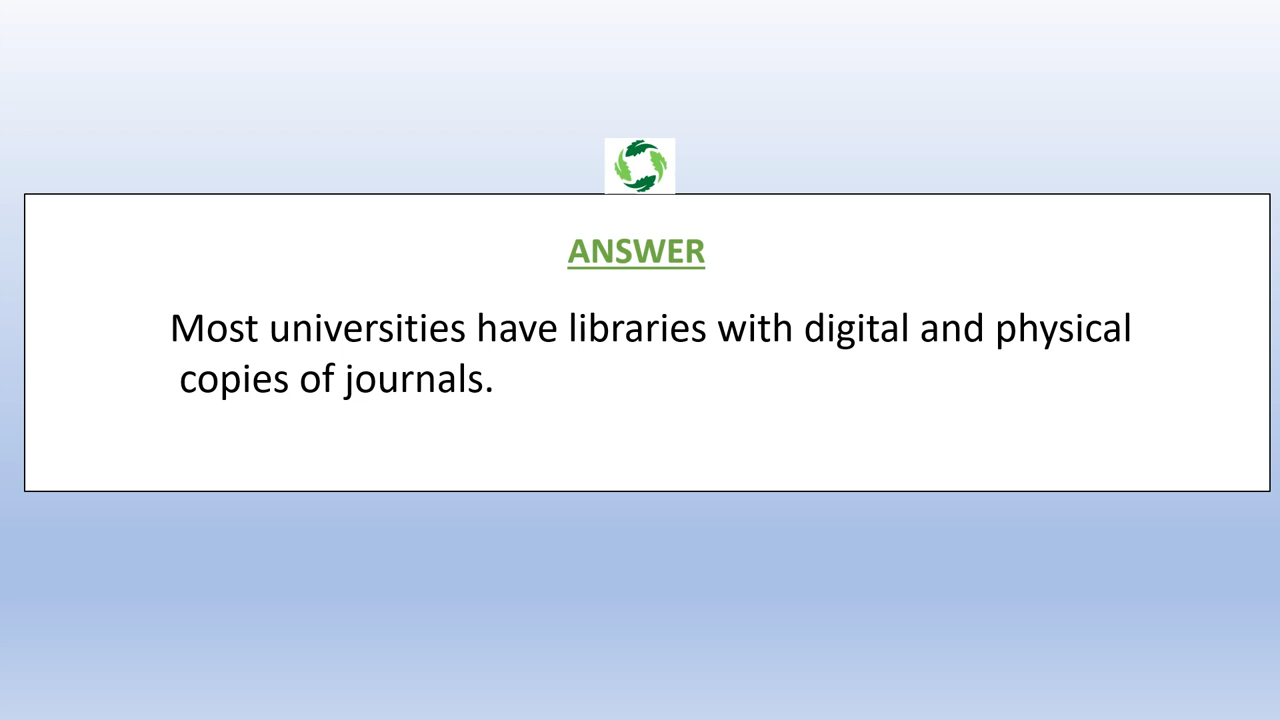 ANSWER
Most universities have libraries with digital and physical
copies of journals.